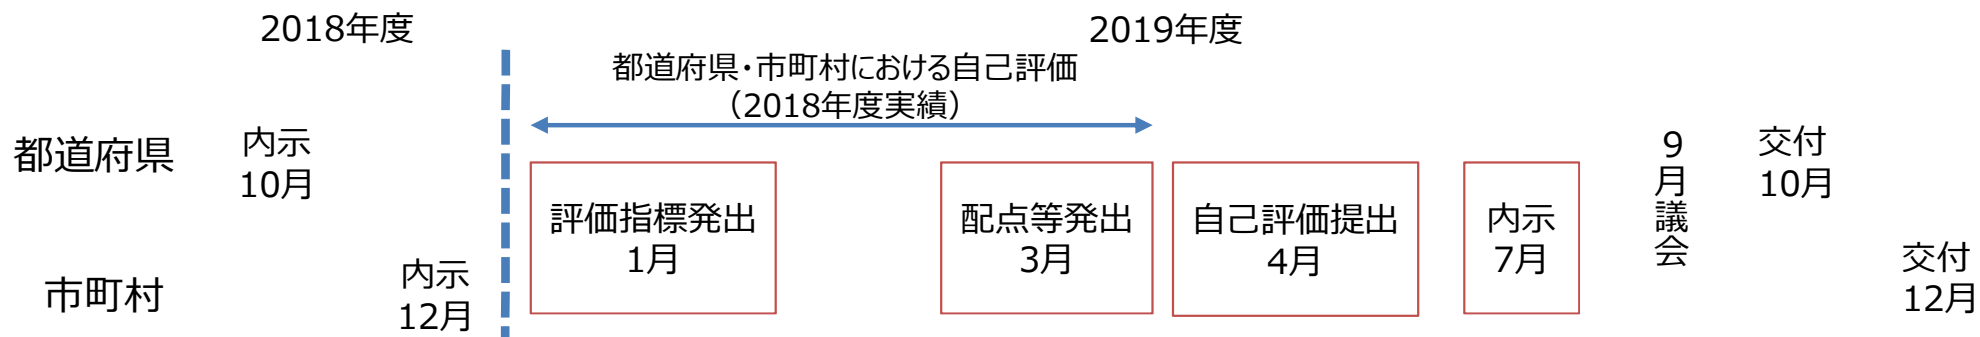 2018年度
2019年度
都道府県・市町村における自己評価
（2018年度実績）
都道府県
内示
10月
市町村
内示
12月
評価指標発出
1月
配点等発出
3月
自己評価提出
4月
内示
7月
9月議会
交付
10月
交付
12月